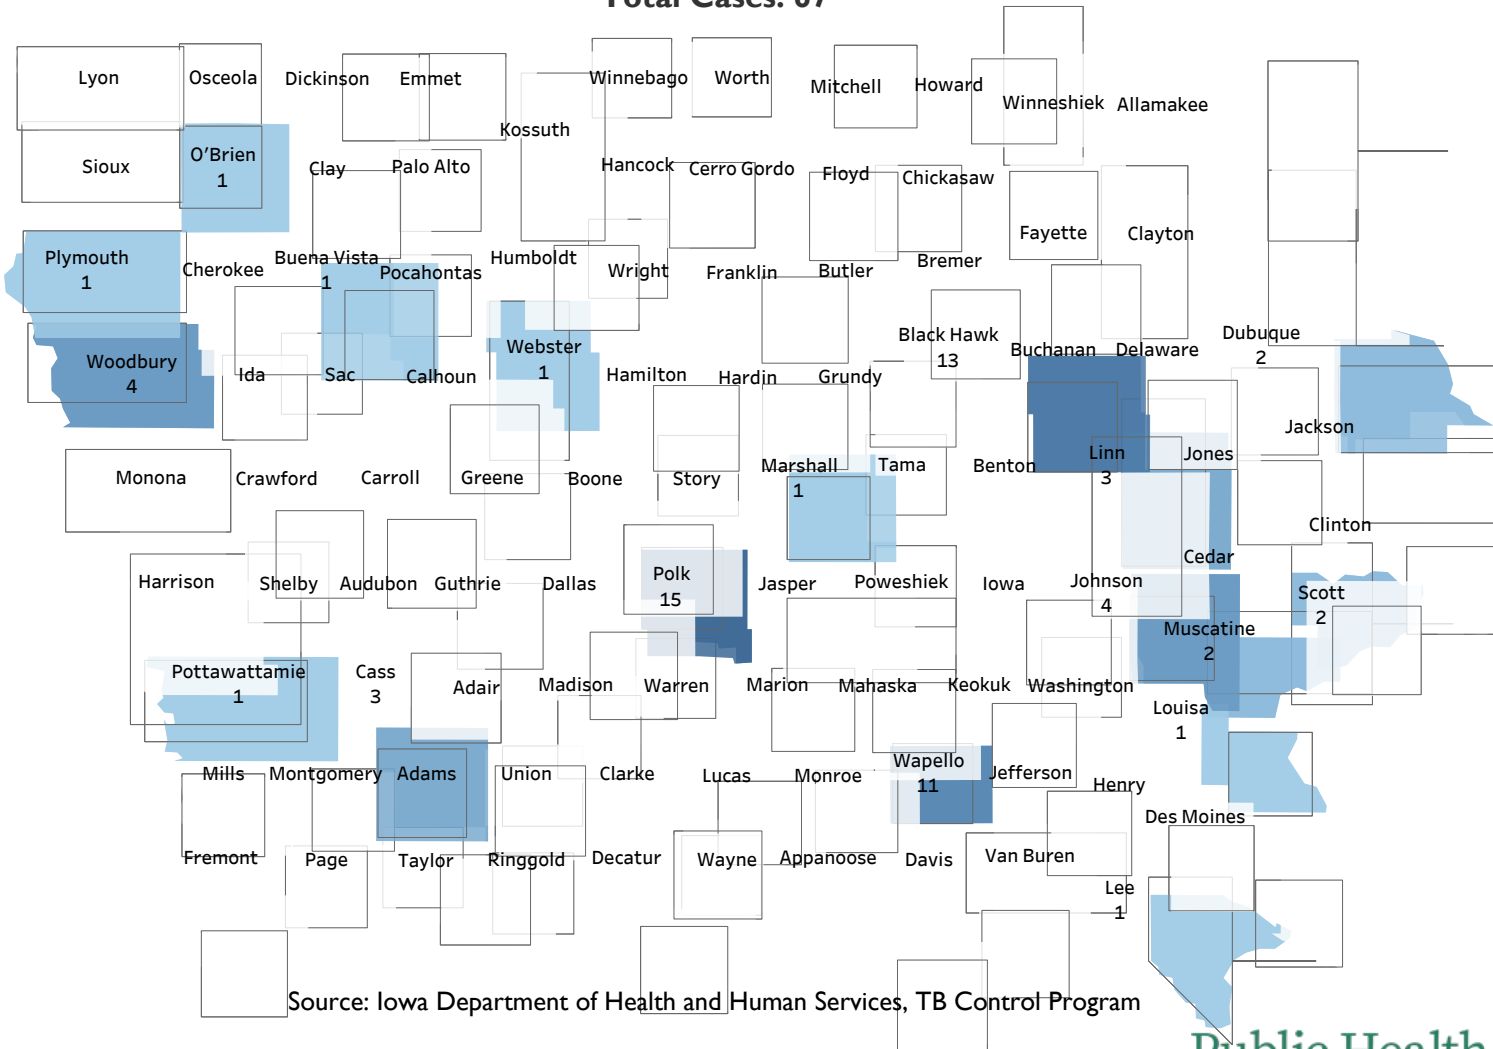 Total Cases: 67
Lyon
Osceola
Dickinson
Emmet
Winnebago
Worth
Mitchell
Howard
Winneshiek
Allamakee
Kossuth
Sioux
O'Brien
1
Clay
Palo Alto
Hancock
Cerro Gordo
Floyd
Chickasaw
Fayette
Clayton
Plymouth
1
Cherokee
Buena Vista
1
Pocahontas
Humboldt
Wright
Franklin
Butler
Bremer
Woodbury
4
Ida
Sac
Calhoun
Webster
1
Hamilton
Hardin
Grundy
Black Hawk
13
Buchanan
Delaware
Dubuque
2
Jackson
Monona
Crawford
Carroll
Greene
Boone
Story
Marshall
1
Tama
Benton
Linn
3
Jones
Clinton
Cedar
Harrison
Shelby
Audubon
Guthrie
Dallas
Polk
15
Jasper
Poweshiek
Iowa
Johnson
4
Scott
2
Muscatine
2
Pottawattamie
1
Cass
3
Adair
Madison
Warren
Marion
Mahaska
Keokuk
Washington
Louisa
1
Mills
Montgomery
Adams
Union
Clarke
Lucas
Monroe
Wapello
11
Jefferson
Henry
Des Moines
Fremont
Page
Taylor
Ringgold
Decatur
Wayne
Appanoose
Davis
Van Buren
Lee
1
Source: Iowa Department of Health and Human Services, TB Control Program
Public Health